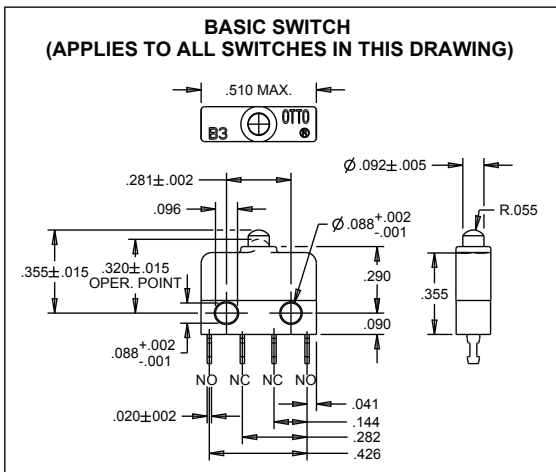 BASIC SWITCH
(APPLIES TO ALL SWITCHES IN THIS DRAWING)
.510 MAX.
B3
OTTO
®
.281±.002
.096
Ø.088+.002
-.001
Ø.092±.005
R.055
.355±.015
.320±.015
OPER. POINT
.290
.355
.090
.088+.002
-.001
NO NC NC NO
.020±002
.041
.144
.282
.426